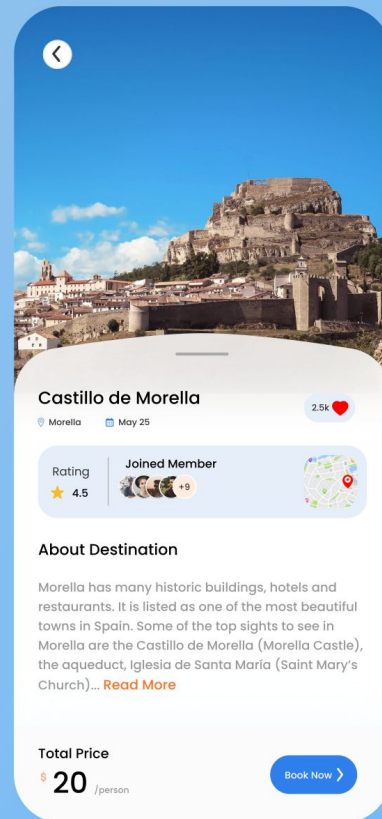 Castillo de Morella
2.5k
Morella May 25
Rating Joined Member
4.5 +9
About Destination
Morella has many historic buildings, hotels and
restaurants. It is listed as one of the most beautiful
towns in Spain. Some of the top sights to see in
Morella are the Castillo de Morella (Morella Castle),
the aqueduct, Iglesia de Santa María (Saint Mary’s
Church)... Read More
Total Price
$ 20 /person
Book Now